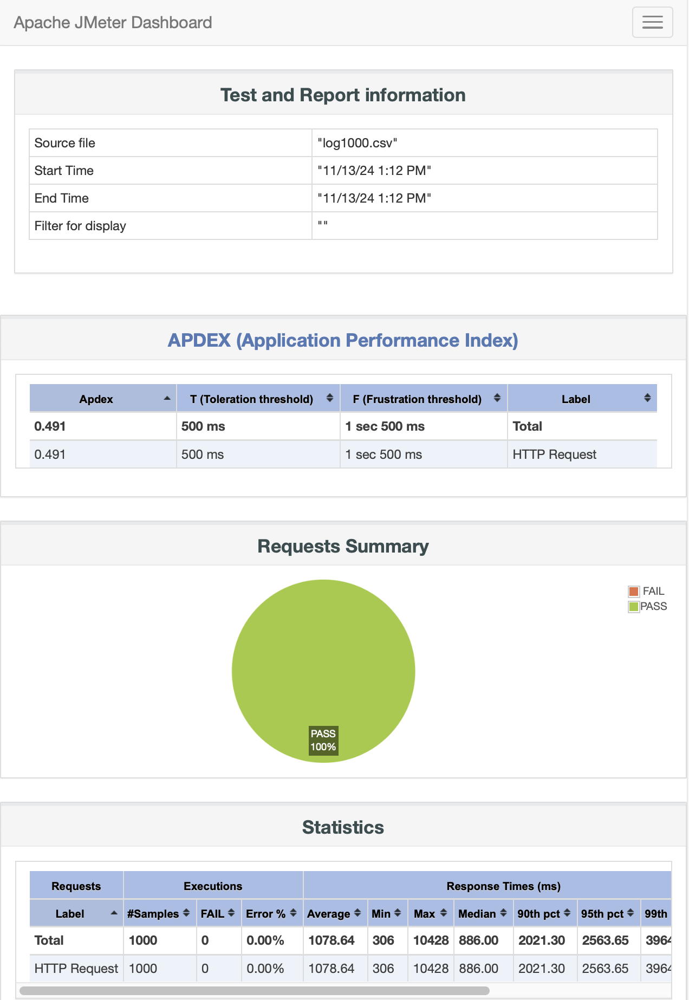 Apache JMeter Dashboard
Test and Report information
Source file "log1000.csv"
Start Time "11/13/24 1:12 PM"
End Time "11/13/24 1:12 PM"
Filter for display ""
APDEX (Application Performance Index)
Apdex T (Toleration threshold) F (Frustration threshold) Label
0.491 500 ms 1 sec 500 ms Total
0.491 500 ms 1 sec 500 ms HTTP Request
Requests Summary
FAIL
PASS
PASS
100%
Statistics
Requests Executions Response Times (ms)
Label #Samples FAIL Error % Average Min Max Median 90th pct 95th pct 99th
Total 1000 0 0.00% 1078.64 306 10428 886.00 2021.30 2563.65 3964
HTTP Request 1000 0 0.00% 1078.64 306 10428 886.00 2021.30 2563.65 3964